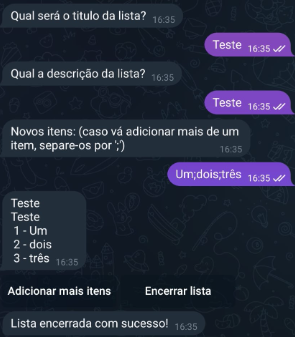 Qual será o titulo da lista? 16:35
Teste 16:35
Qual a descrição da lista? 16:35
Teste 16:35
Novos itens: (caso vá adicionar mais de um
item, separe-os por ';')
16:35
Um;dois;três 16:35
Teste
Teste
1 - Um
2 - dois
3 - três 16:35
Adicionar mais itens Encerrar lista
Lista encerrada com sucesso! 16:35